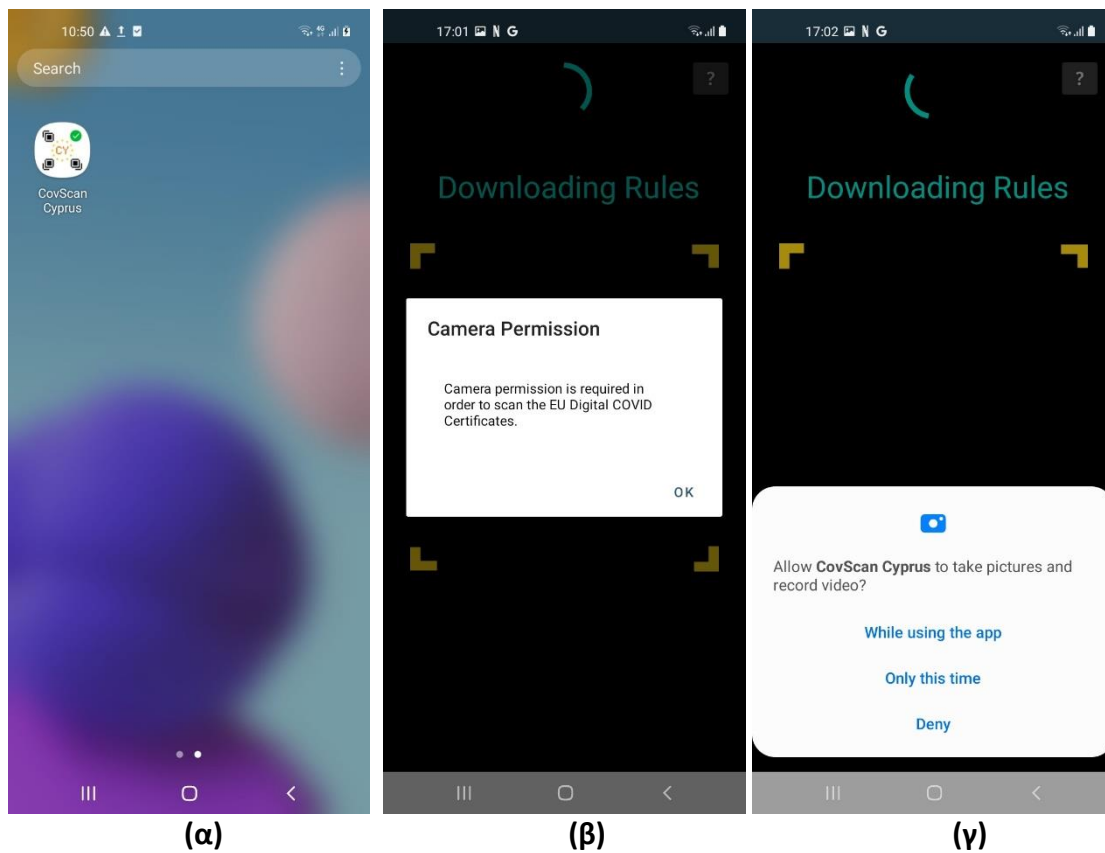 10:50
4G
Search
CY
CovScan
Cyprus
(α)
17:01 N G
?
Downloading Rules
Camera Permission
Camera permission is required in
order to scan the EU Digital COVID
Certificates.
OK
(β)
17:02 N G
?
Downloading Rules
Allow CovScan Cyprus to take pictures and
record video?
While using the app
Only this time
Deny
(γ)